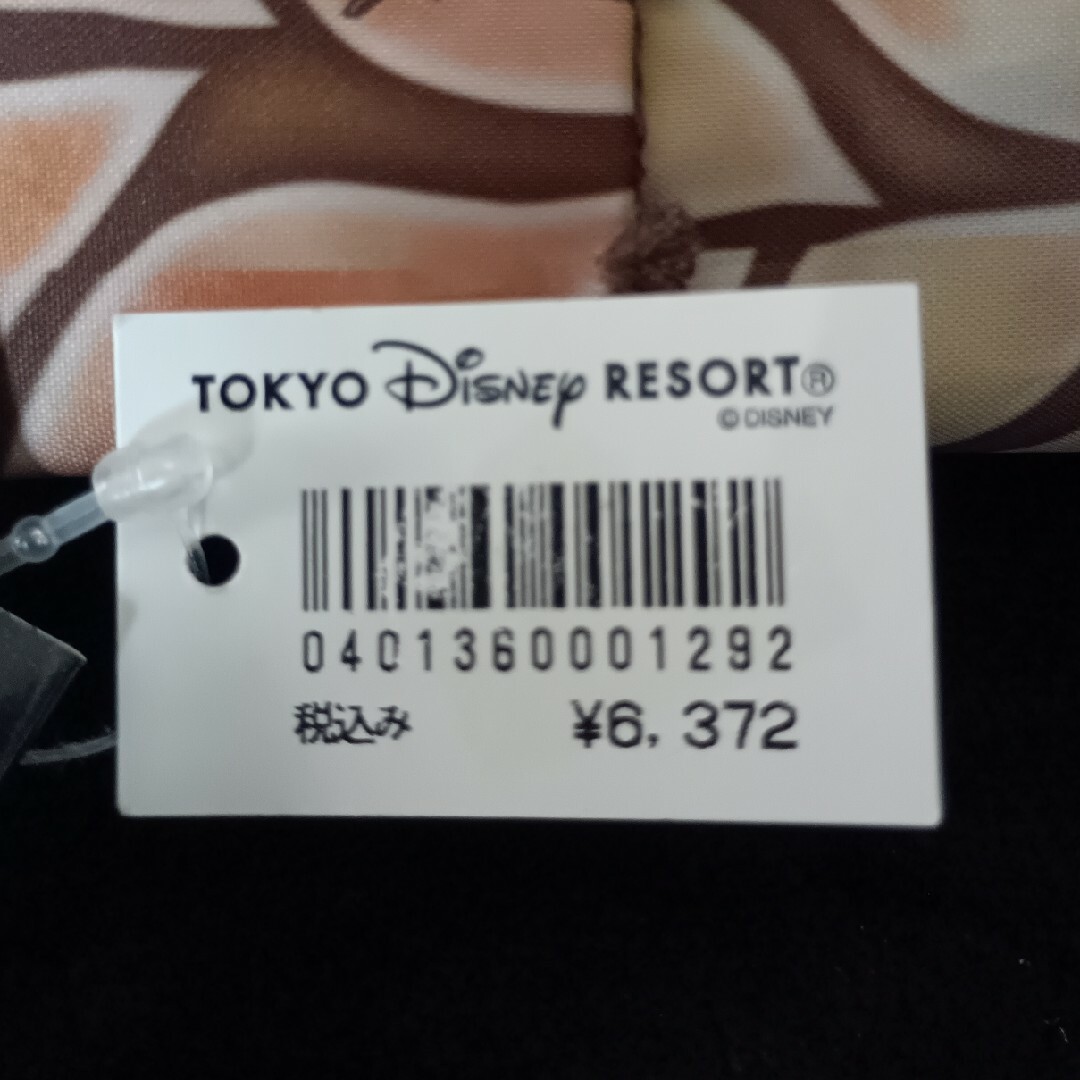 TOKYO Disney RESORT®
© DISNEY
0401360001292
税込み ¥6,372